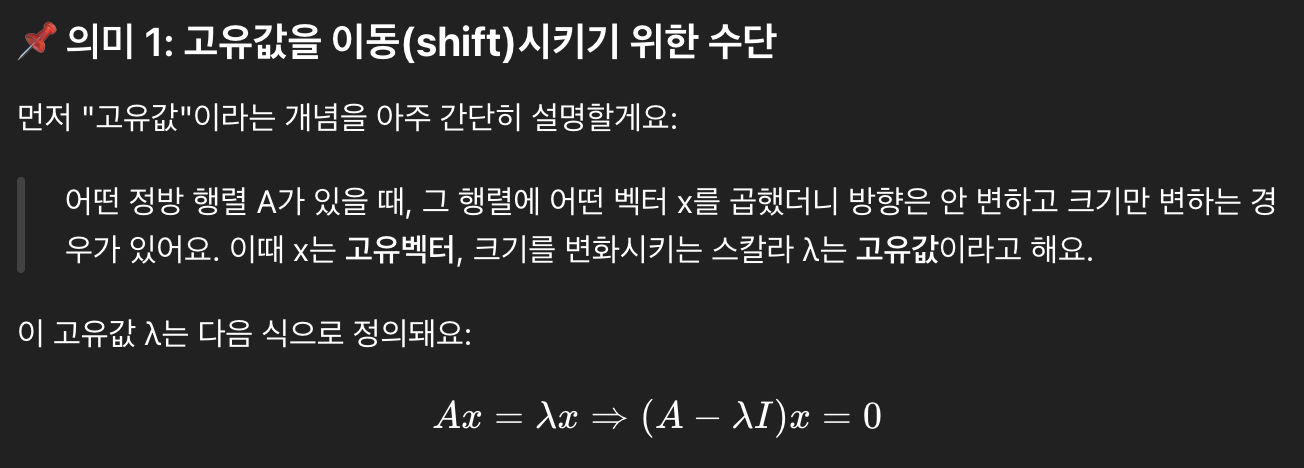 📌 의미 1: 고유값을 이동(shift)시키기 위한 수단
먼저 "고유값"이라는 개념을 아주 간단히 설명할게요:
어떤 정방 행렬 A가 있을 때, 그 행렬에 어떤 벡터 x를 곱했더니 방향은 안 변하고 크기만 변하는 경
우가 있어요. 이때 x는 고유벡터, 크기를 변화시키는 스칼라 λ는 고유값이라고 해요.
이 고유값 λ는 다음 식으로 정의돼요:
Ax = λx ⇒ (A − λI)x = 0